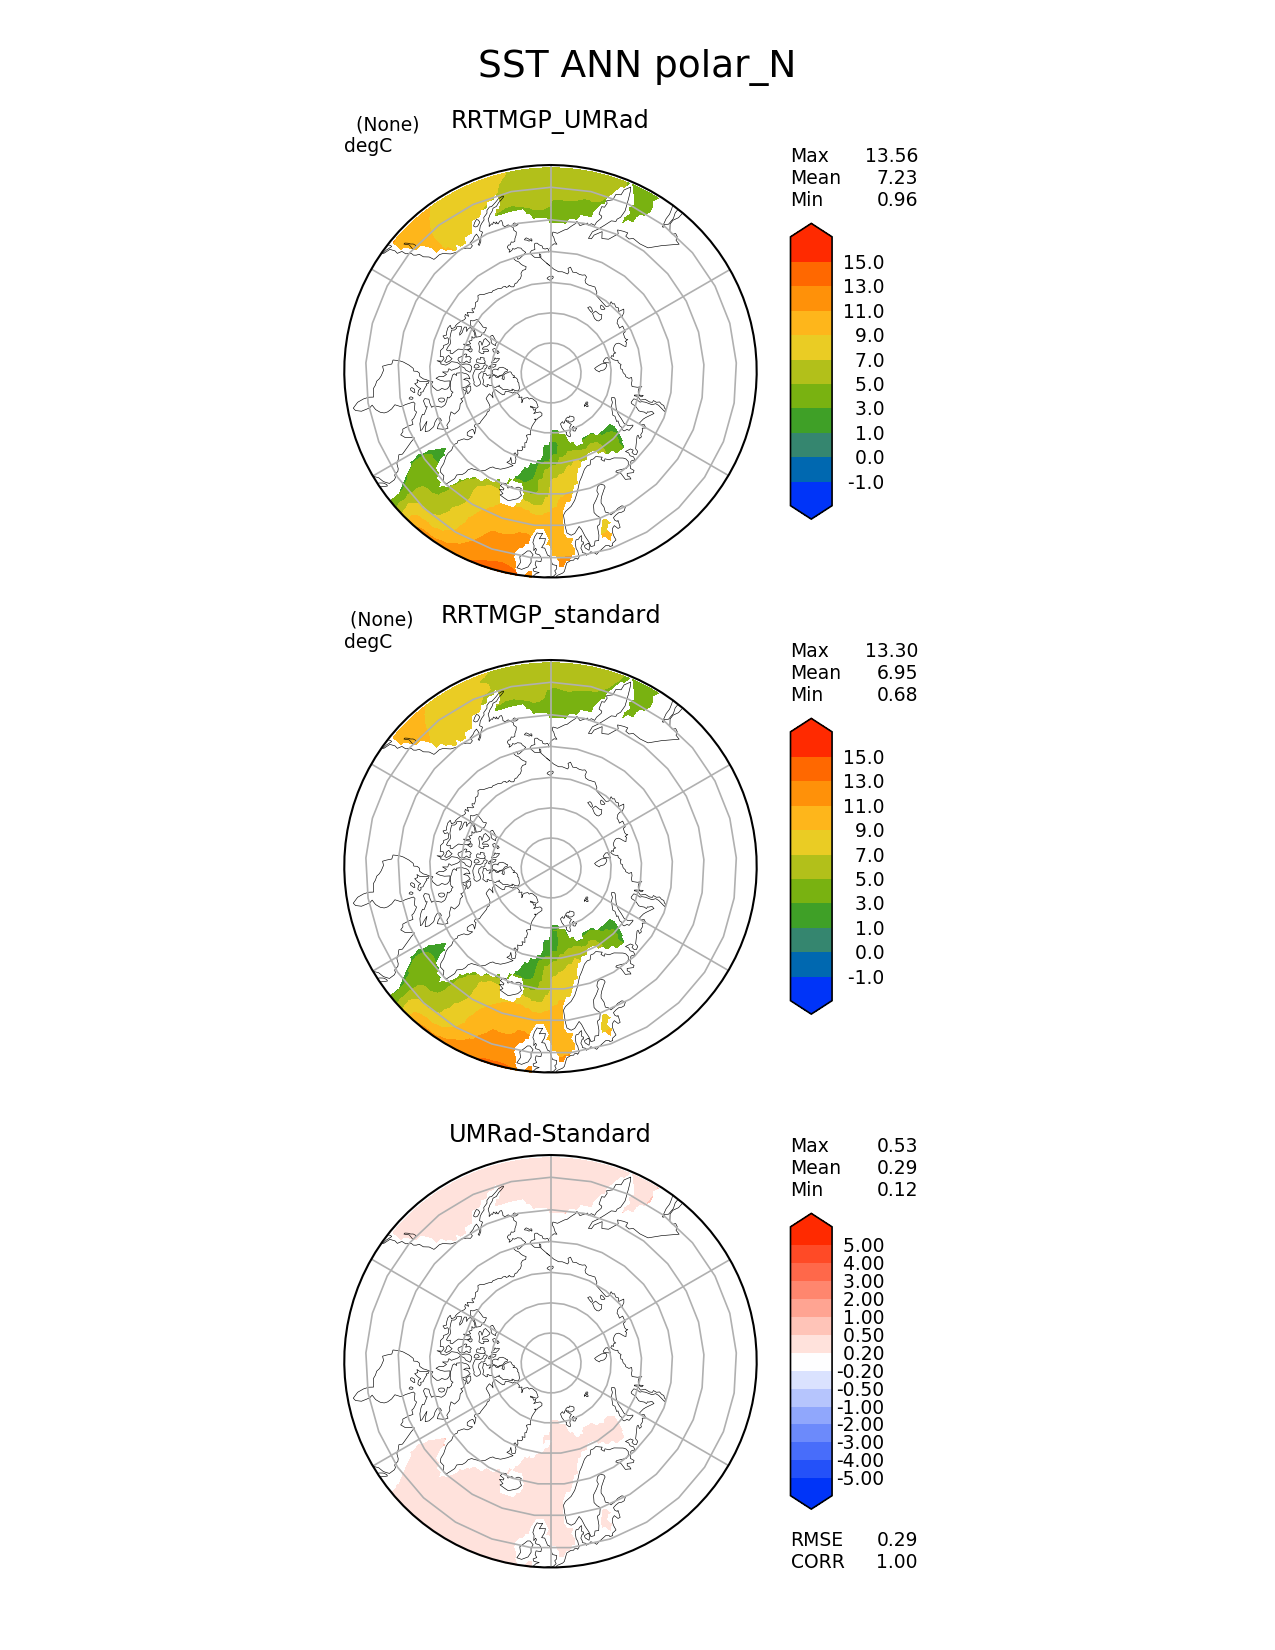 SST ANN polar_N
(None)
RRTMGP_UMRad
degC
Max 13.56
Mean 7.23
Min 0.96
15.0
13.0
11.0
9.0
7.0
5.0
3.0
1.0
0.0
-1.0
(None)
RRTMGP_standard
degC
Max 13.30
Mean 6.95
Min 0.68
15.0
13.0
11.0
9.0
7.0
5.0
3.0
1.0
0.0
-1.0
UMRad-Standard
Max 0.53
Mean 0.29
Min 0.12
5.00
4.00
3.00
2.00
1.00
0.50
0.20
-0.20
-0.50
-1.00
-2.00
-3.00
-4.00
-5.00
RMSE 0.29
CORR 1.00